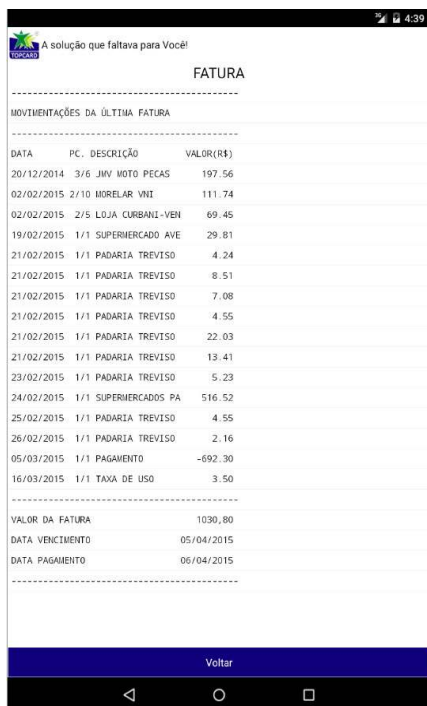 3G 4:39
TOPCARD
A solução que faltava para Você!
FATURA
----------------------------------------
MOVIMENTAÇÕES DA ÚLTIMA FATURA
----------------------------------------
DATA PC. DESCRIÇÃO VALOR(R$)
20/12/2014 3/6 JMV MOTO PECAS 197.56
02/02/2015 2/10 MORELAR VNI 111.74
02/02/2015 2/5 LOJA CURBANI-VEN 69.45
19/02/2015 1/1 SUPERMERCADO AVE 29.81
21/02/2015 1/1 PADARIA TREVISO 4.24
21/02/2015 1/1 PADARIA TREVISO 8.51
21/02/2015 1/1 PADARIA TREVISO 7.08
21/02/2015 1/1 PADARIA TREVISO 4.55
21/02/2015 1/1 PADARIA TREVISO 22.03
21/02/2015 1/1 PADARIA TREVISO 13.41
23/02/2015 1/1 PADARIA TREVISO 5.23
24/02/2015 1/1 SUPERMERCADOS PA 516.52
25/02/2015 1/1 PADARIA TREVISO 4.55
26/02/2015 1/1 PADARIA TREVISO 2.16
05/03/2015 1/1 PAGAMENTO -692.30
16/03/2015 1/1 TAXA DE USO 3.50
----------------------------------------
VALOR DA FATURA 1030,80
DATA VENCIMENTO 05/04/2015
DATA PAGAMENTO 06/04/2015
----------------------------------------
Voltar